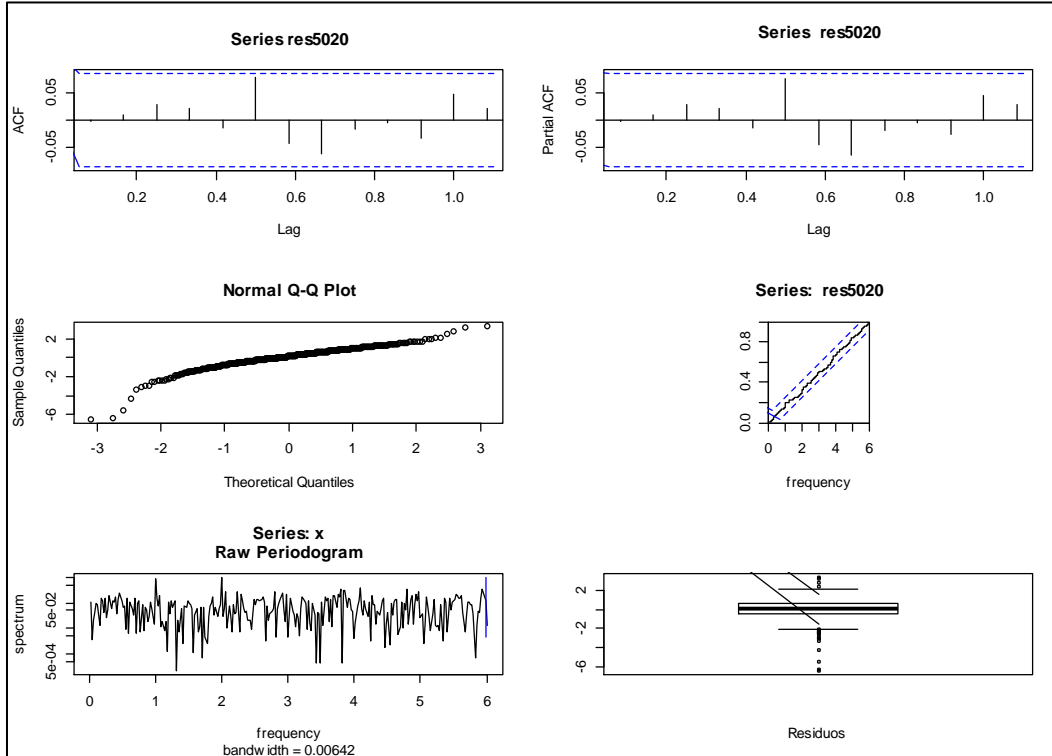 Series res5020
ACF
0.05
-0.05
0.2 0.4 0.6 0.8 1.0
Lag
Series res5020
Partial ACF
0.05
-0.05
0.2 0.4 0.6 0.8 1.0
Lag
Normal Q-Q Plot
Sample Quantiles
2
-2
-6
-3 -2 -1 0 1 2 3
Theoretical Quantiles
Series: res5020
0.8
0.4
0.0
0 2 4 6
frequency
Series: x
Raw Periodogram
spectrum
5e-02
5e-04
0 1 2 3 4 5 6
frequency
bandwidth = 0.00642
2
-2
-6
Residuos